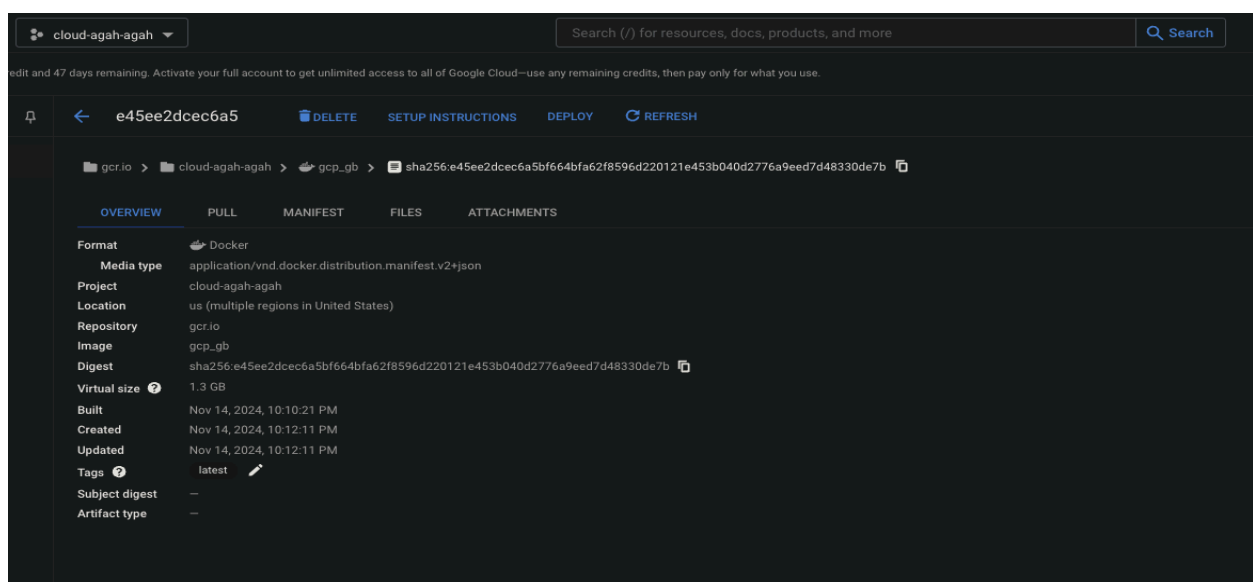 cloud-agah-agah
Search (/) for resources, docs, products, and more
Search
edit and 47 days remaining. Activate your full account to get unlimited access to all of Google Cloud—use any remaining credits, then pay only for what you use.
e45ee2dcec6a5
DELETE
SETUP INSTRUCTIONS
DEPLOY
REFRESH
gcr.io > cloud-agah-agah > gcp_gb > sha256:e45ee2dcec6a5bf664bfa62f8596d220121e453b040d2776a9eed7d48330de7b
OVERVIEW PULL MANIFEST FILES ATTACHMENTS
Format Docker
Media type application/vnd.docker.distribution.manifest.v2+json
Project cloud-agah-agah
Location us (multiple regions in United States)
Repository gcr.io
Image gcp_gb
Digest sha256:e45ee2dcec6a5bf664bfa62f8596d220121e453b040d2776a9eed7d48330de7b
Virtual size ? 1.3 GB
Built Nov 14, 2024, 10:10:21 PM
Created Nov 14, 2024, 10:12:11 PM
Updated Nov 14, 2024, 10:12:11 PM
Tags ? latest
Subject digest —
Artifact type —